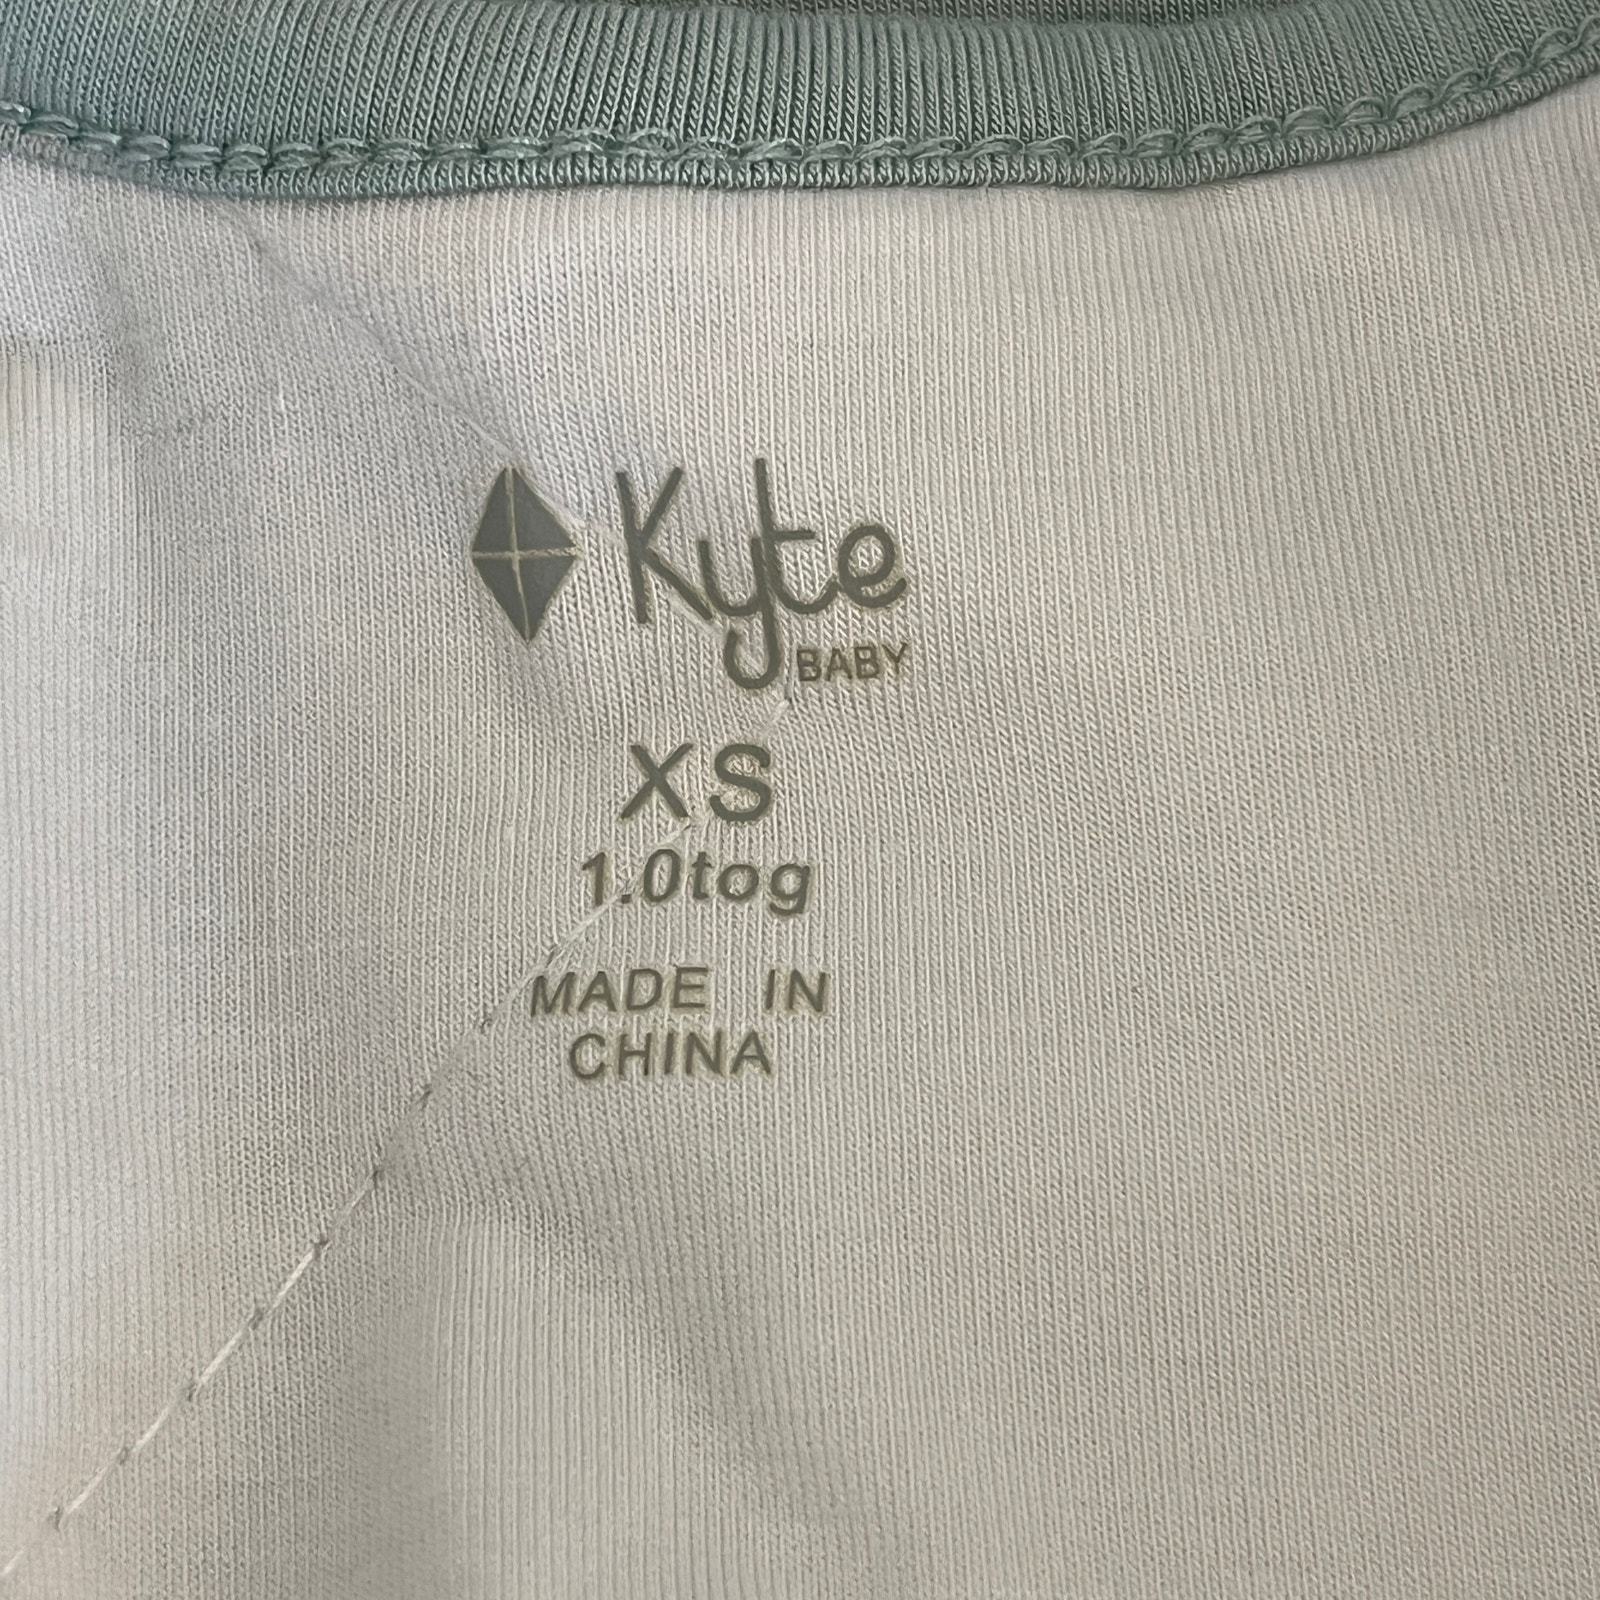 Kyte
BABY
XS
1.0tog
MADE IN
CHINA